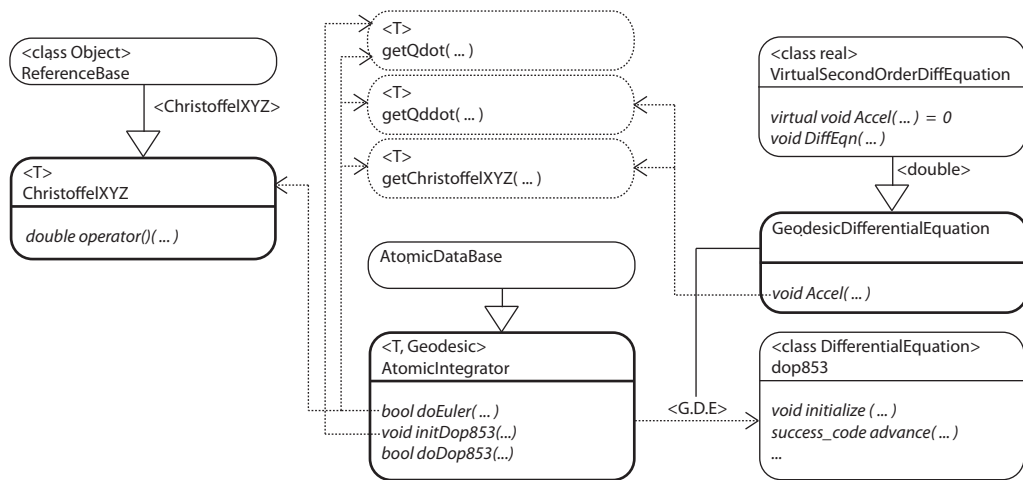 <class Object>
ReferenceBase
<ChristoffelXYZ>
<T>
ChristoffelXYZ
double operator()( ... )
<T>
getQdot( ... )
<T>
getQddot( ... )
<T>
getChristoffelXYZ( ... )
AtomicDataBase
<T, Geodesic>
AtomicIntegrator
bool doEuler( ... )
void initDop853(...)
bool doDop853(...)
<class real>
VirtualSecondOrderDiffEquation
virtual void Accel( ... ) = 0
void DiffEqn( ... )
<double>
GeodesicDifferentialEquation
void Accel( ... )
<G.D.E>
<class DifferentialEquation>
dop853
void initialize ( ... )
success_code advance( ... )
...